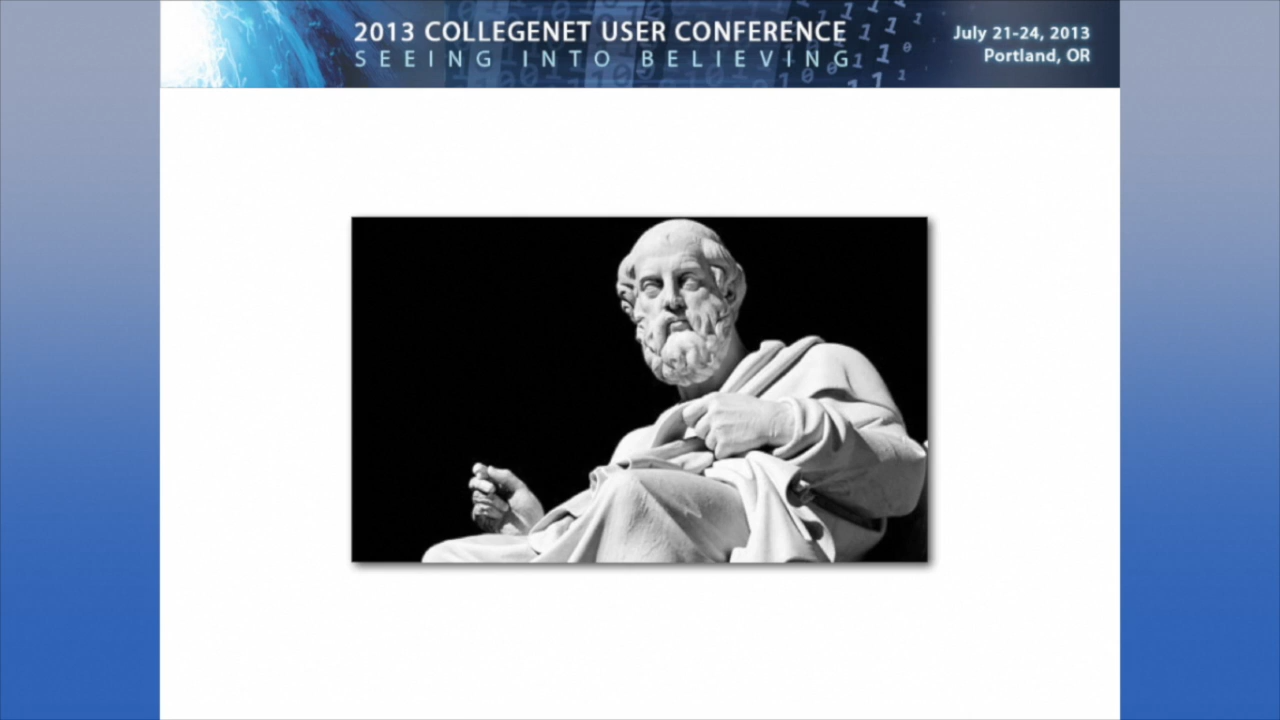 2013 COLLEGENET USER CONFERENCE
SEEING INTO BELIEVING
July 21-24, 2013
Portland, OR